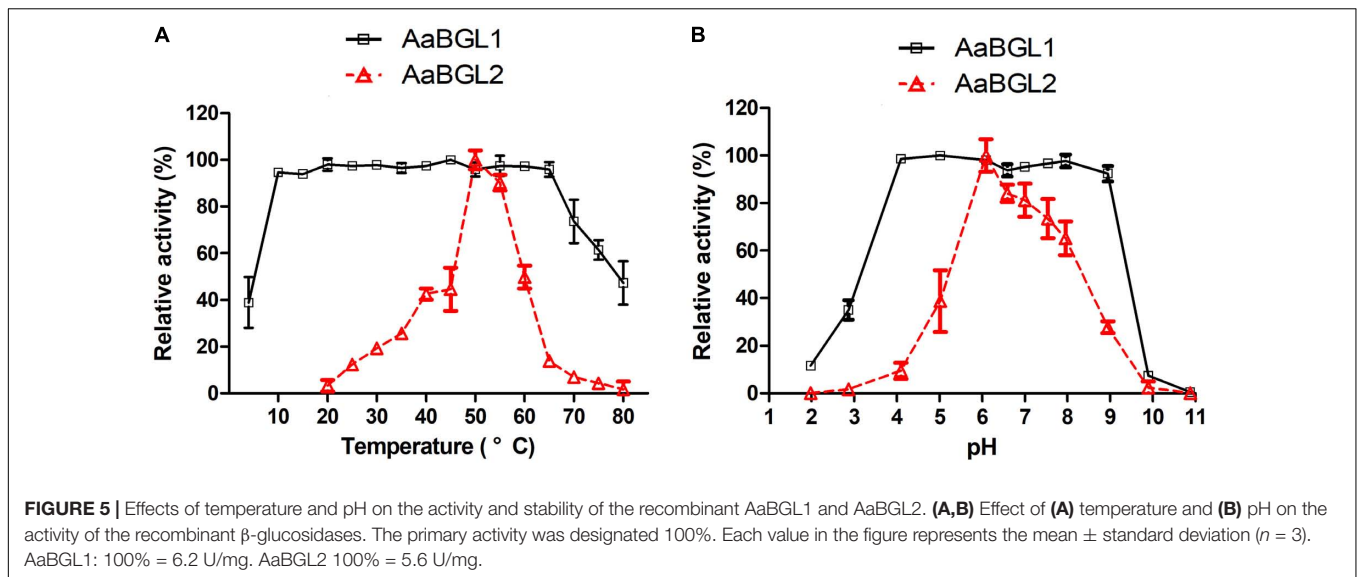 A
AaBGL1
AaBGL2
Relative activity (%)
120
100
80
60
40
20
0
10 20 30 40 50 60 70 80
Temperature ( ° C)
B
AaBGL1
AaBGL2
Relative activity (%)
120
100
80
60
40
20
0
1 2 3 4 5 6 7 8 9 10 11
pH
FIGURE 5 | Effects of temperature and pH on the activity and stability of the recombinant AaBGL1 and AaBGL2. (A,B) Effect of (A) temperature and (B) pH on the
activity of the recombinant β-glucosidases. The primary activity was designated 100%. Each value in the figure represents the mean ± standard deviation (n = 3).
AaBGL1: 100% = 6.2 U/mg. AaBGL2 100% = 5.6 U/mg.